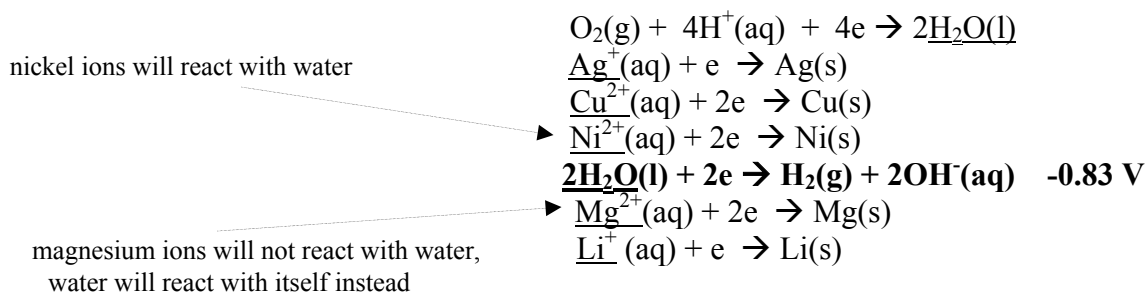 O₂(g) + 4H⁺(aq) + 4e → 2H₂O(l)
nickel ions will react with water
Ag⁺(aq) + e → Ag(s)
Cu²⁺(aq) + 2e → Cu(s)
Ni²⁺(aq) + 2e → Ni(s)
2H₂O(l) + 2e → H₂(g) + 2OH⁻(aq) -0.83 V
Mg²⁺(aq) + 2e → Mg(s)
magnesium ions will not react with water,
Li⁺ (aq) + e → Li(s)
water will react with itself instead